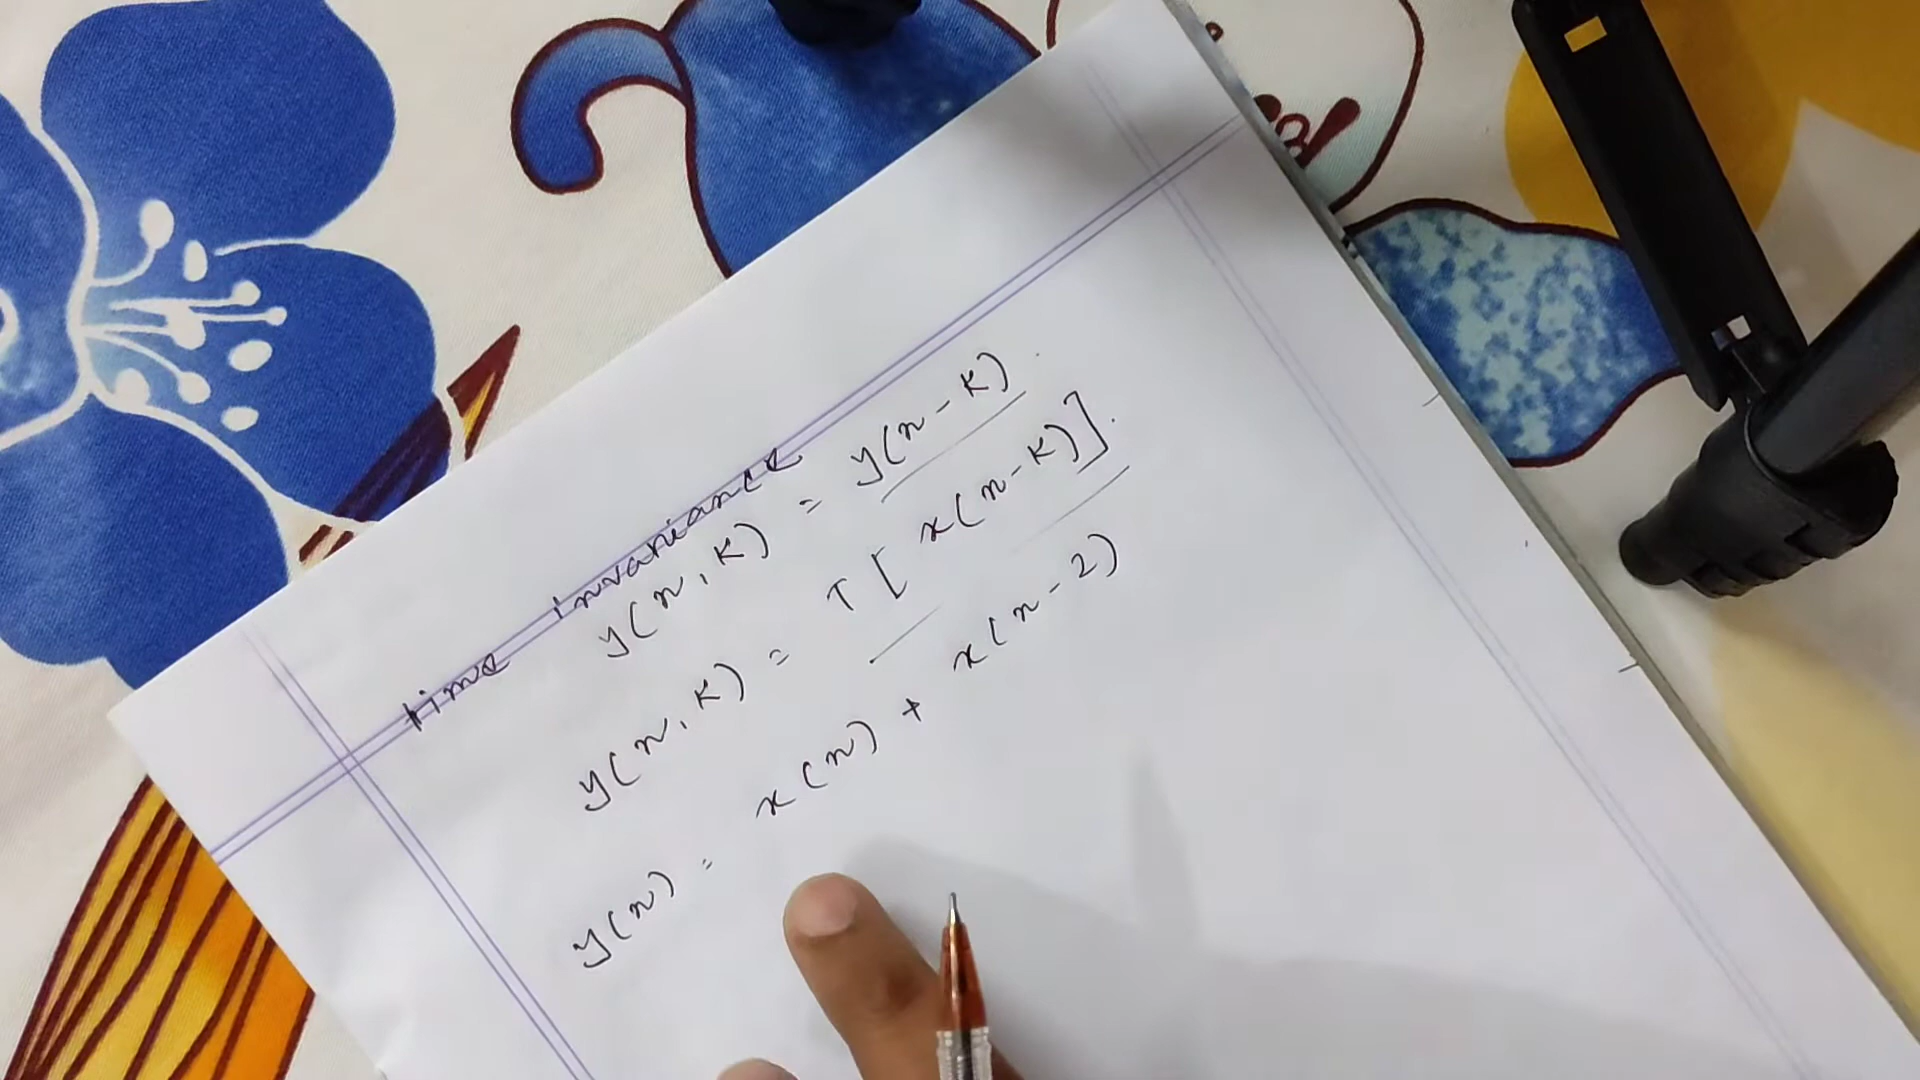 Time invariance
y(n,k) = y(n-k)
y(n,k) = T[x(n-k)].
y(n) = x(n) + x(n-2)